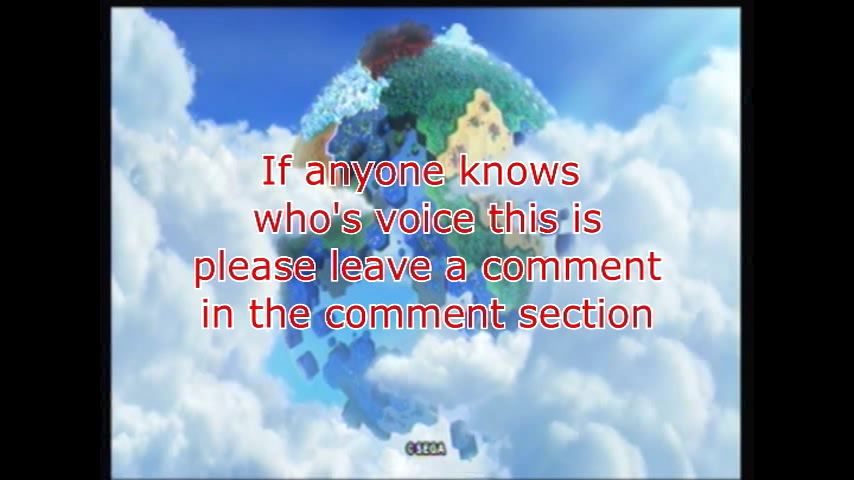 If anyone knows
who's voice this is
please leave a comment
in the comment section
©SEGA